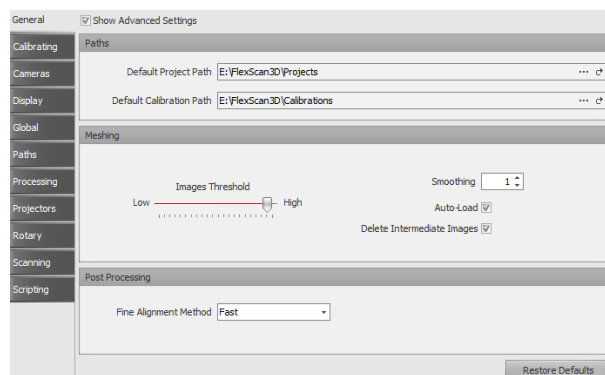 General
Show Advanced Settings
Calibrating
Cameras
Display
Global
Paths
Processing
Projectors
Rotary
Scanning
Scripting
Paths
Default Project Path E:\FlexScan3D\Projects ...
Default Calibration Path E:\FlexScan3D\Calibrations ...
Meshing
Images Threshold
Low High
Smoothing 1
Auto-Load
Delete Intermediate Images
Post Processing
Fine Alignment Method Fast
Restore Defaults